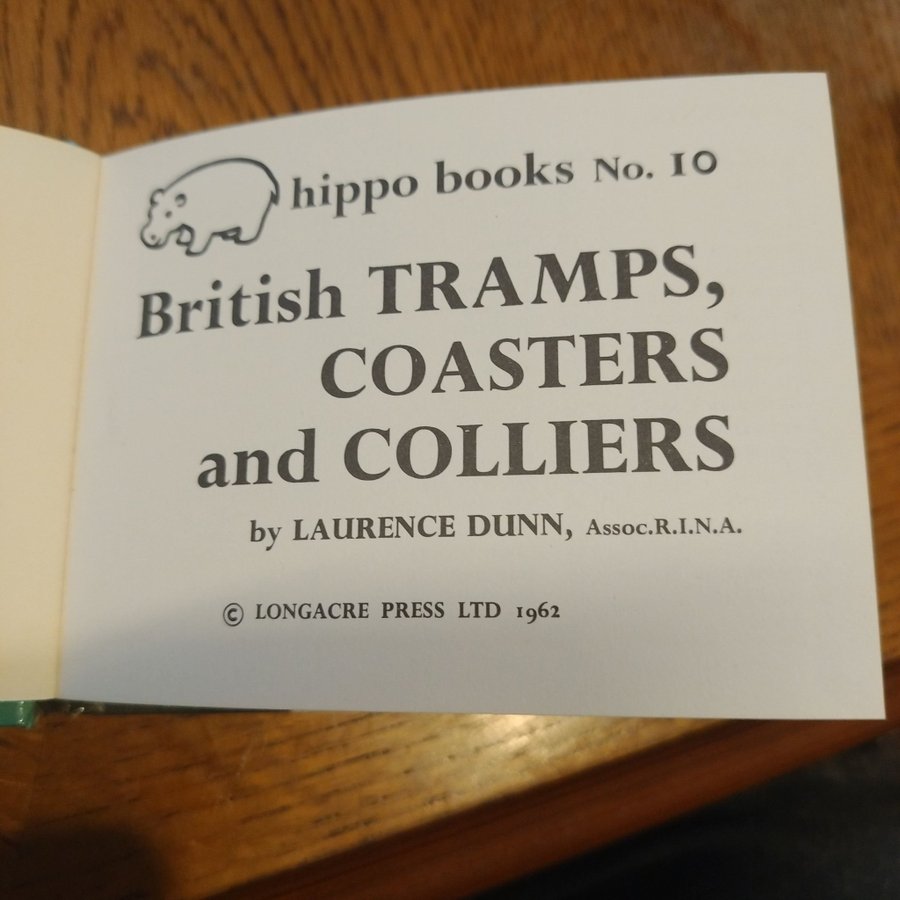 hippo books No. 10
British TRAMPS,
COASTERS
and COLLIERS
by LAURENCE DUNN, Assoc.R.I.N.A.
© LONGACRE PRESS LTD 1962